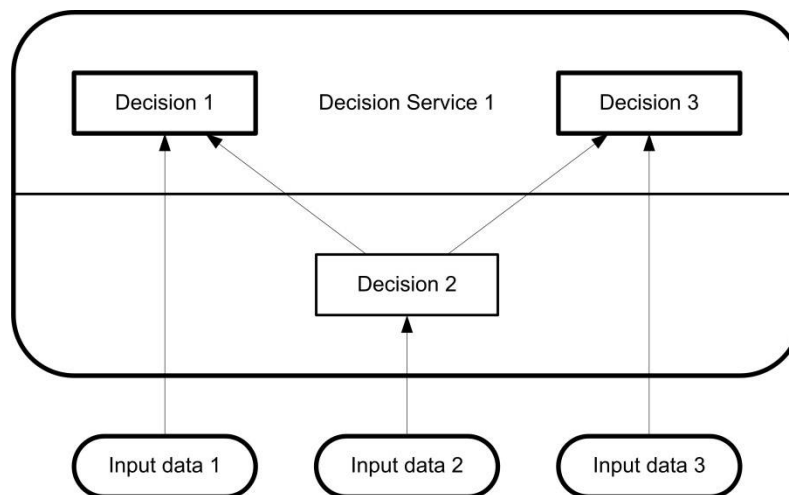 Decision 1
Decision Service 1
Decision 3
Decision 2
Input data 1
Input data 2
Input data 3